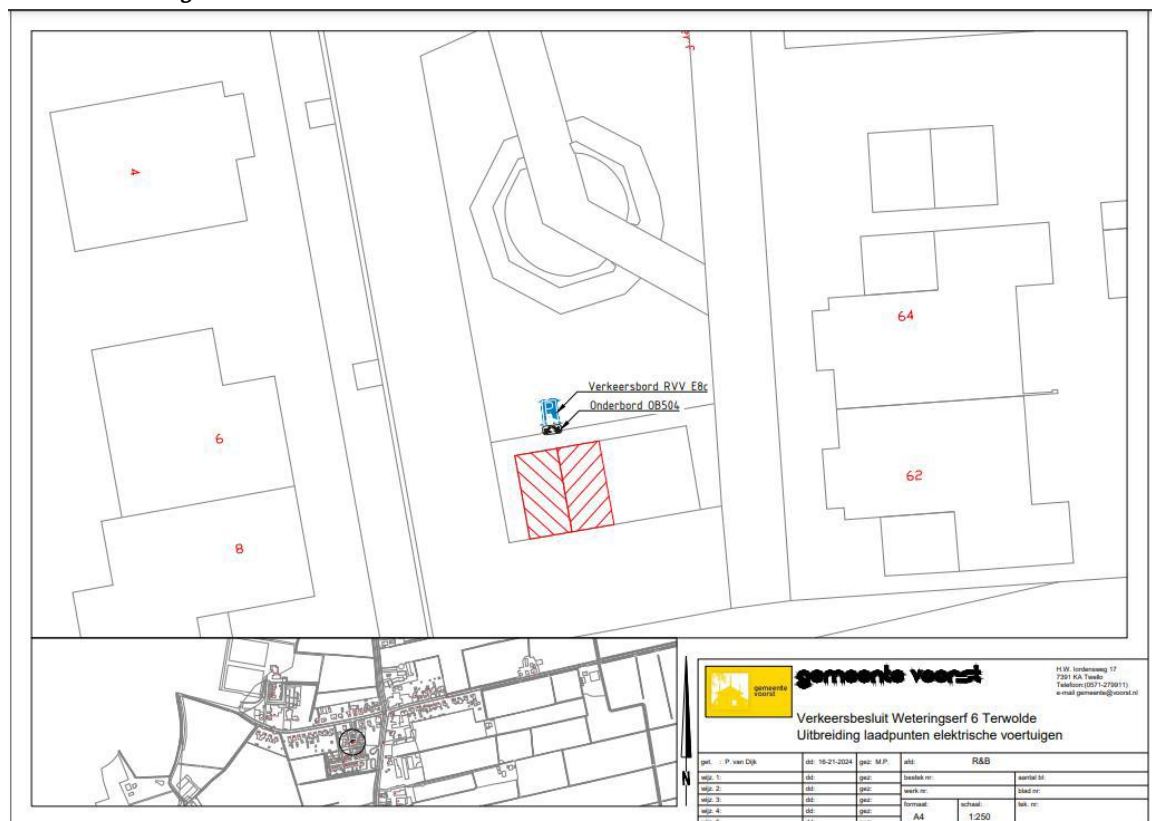 4
6
8
64
62
Verkeersbord RVV E8c
Onderbord OB504
P
N
gemeente
voorst
gemeente voorst
H.W. Iordensweg 17
7391 KA Twello
Telefoon:(0571-279911)
e-mail gemeente@voorst.nl
Verkeersbesluit Weteringserf 6 Terwolde
Uitbreiding laadpunten elektrische voertuigen
get. : P. van Dijk dd: 16-21-2024 gez: M.P. afd: R&B
wijz. 1: dd: gez: bestek nr: aantal bl:
wijz. 2: dd: gez: werk nr: blad nr:
wijz. 3: dd: gez: formaat: schaal: tek. nr:
wijz. 4: dd: gez: A4 1:250